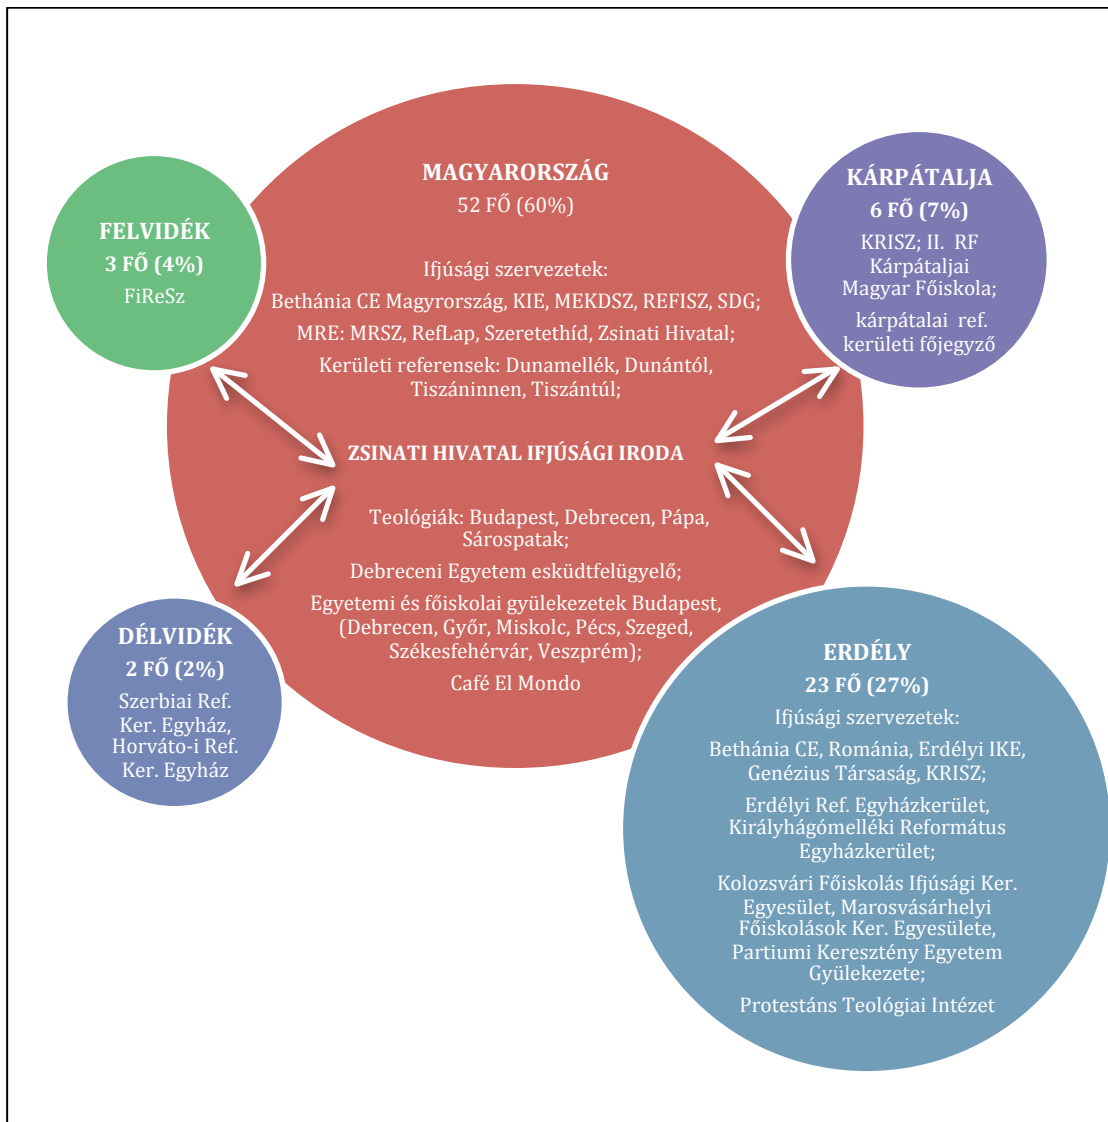 MAGYARORSZÁG
52 FŐ (60%)
Ifjúsági szervezetek:
Bethánia CE Magyrország, KIE, MEKDSZ, REFISZ, SDG;
MRE: MRSZ, RefLap, Szeretethíd, Zsinati Hivatal;
Kerületi referensek: Dunamellék, Dunántól,
Tiszáninnen, Tiszántúl;
ZSINATI HIVATAL IFJÚSÁGI IRODA
Teológiák: Budapest, Debrecen, Pápa,
Sárospatak;
Debreceni Egyetem esküdtfelügyelő;
Egyetemi és főiskolai gyülekezetek Budapest,
(Debrecen, Győr, Miskolc, Pécs, Szeged,
Székesfehérvár, Veszprém);
Café El Mondo
FELVIDÉK
3 FŐ (4%)
FiReSz
KÁRPÁTALJA
6 FŐ (7%)
KRISZ; II. RF
Kárpátaljai
Magyar Főiskola;
kárpátalai ref.
kerületi főjegyző
DÉLVIDÉK
2 FŐ (2%)
Szerbiai Ref.
Ker. Egyház,
Horváto-i Ref.
Ker. Egyház
ERDÉLY
23 FŐ (27%)
Ifjúsági szervezetek:
Bethánia CE, Románia, Erdélyi IKE,
Genézius Társaság, KRISZ;
Erdélyi Ref. Egyházkerület,
Királyhágómelléki Református
Egyházkerület;
Kolozsvári Főiskolás Ifjúsági Ker.
Egyesület, Marosvásárhelyi
Főiskolások Ker. Egyesülete,
Partiumi Keresztény Egyetem
Gyülekezete;
Protestáns Teológiai Intézet